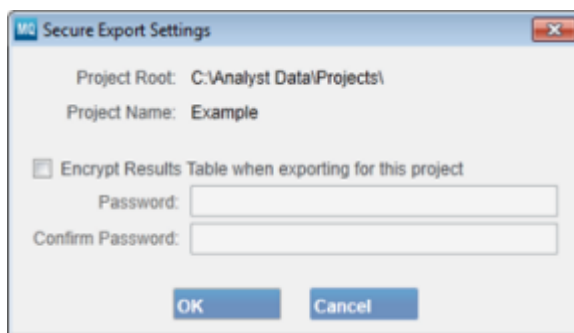 MQ Secure Export Settings
Project Root: C:\Analyst Data\Projects\
Project Name: Example
Encrypt Results Table when exporting for this project
Password:
Confirm Password:
OK Cancel